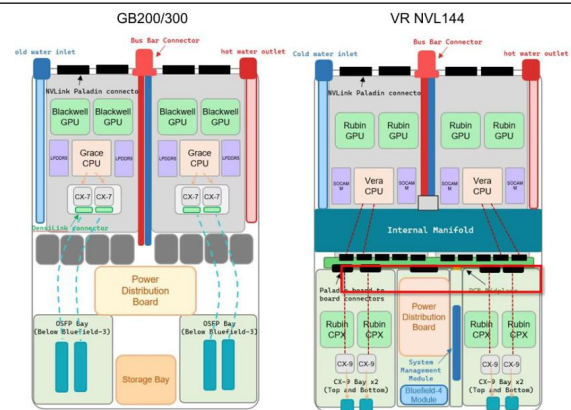 GB200/300
VR NVL144
Bus Bar Connector
old water inlet
hot water outlet
NVLink Paladin connector
Blackwell GPU
Blackwell GPU
Blackwell GPU
Blackwell GPU
LPDDR5
Grace CPU
LPDDR5
LPDDR5
Grace CPU
LPDDR5
CX-7
CX-7
CX-7
CX-7
DensiLink connector
Power Distribution Board
OSFP Bay
(Below Bluefield-3)
OSFP Bay
(Below Bluefield-3)
Storage Bay
Bus Bar Connector
Cold water inlet
hot water outlet
NVLink Paladin connecto
Rubin GPU
Rubin GPU
Rubin GPU
Rubin GPU
SOCAM M
Vera CPU
SOCAM M
SOCAM M
Vera CPU
SOCAM M
Internal Manifold
Paladin board to
board connectors
Power Distribution Board
Rubin CPX
Rubin CPX
Rubin CPX
Rubin CPX
System
Management
Module
CX-9
CX-9
CX-9
CX-9
CX-9 Bay x2
(Top and Bottom)
Bluefield-4 Module
CX-9 Bay x2
(Top and Bottom)